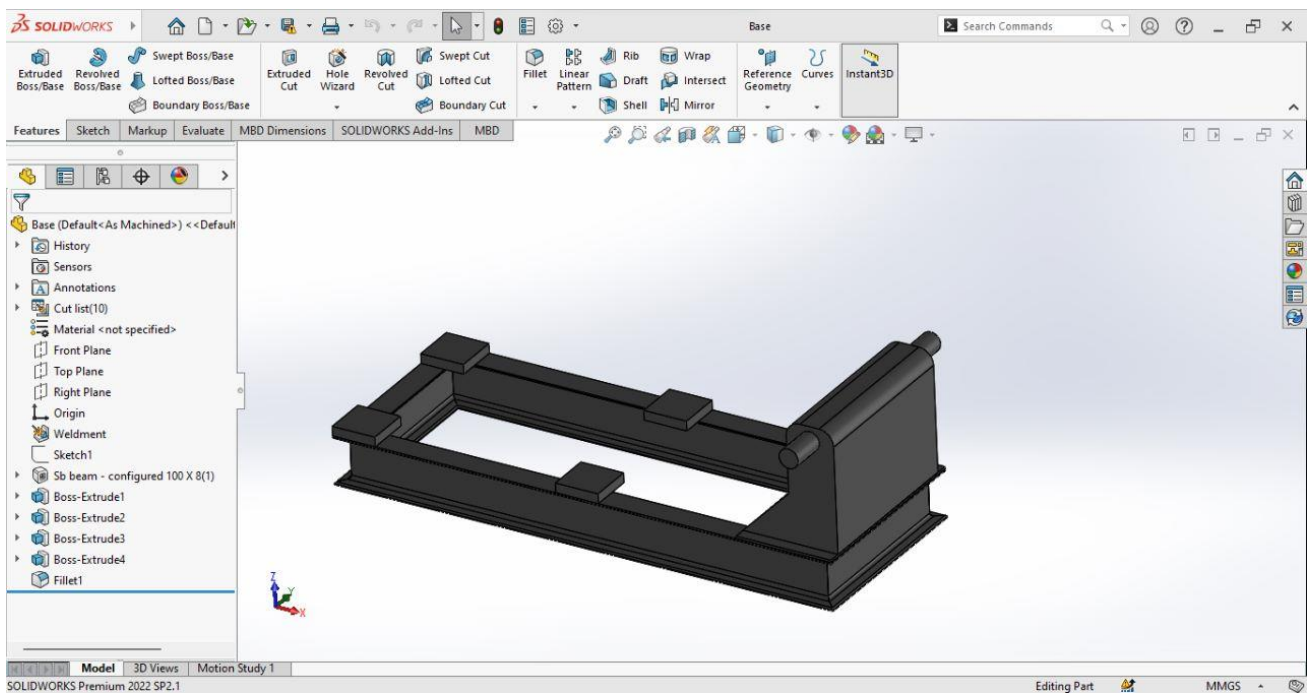 SOLIDWORKS
Base
Search Commands
Extruded Boss/Base
Revolved Boss/Base
Swept Boss/Base
Lofted Boss/Base
Boundary Boss/Base
Extruded Cut
Hole Wizard
Revolved Cut
Swept Cut
Lofted Cut
Boundary Cut
Fillet
Linear Pattern
Rib
Draft
Shell
Wrap
Intersect
Mirror
Reference Geometry
Curves
Instant3D
Features Sketch Markup Evaluate MBD Dimensions SOLIDWORKS Add-Ins MBD
Base (Default<As Machined>) <<Default
History
Sensors
Annotations
Cut list(10)
Material <not specified>
Front Plane
Top Plane
Right Plane
Origin
Weldment
Sketch1
Sb beam - configured 100 X 8(1)
Boss-Extrude1
Boss-Extrude2
Boss-Extrude3
Boss-Extrude4
Fillet1
Z
Y
X
Model 3D Views Motion Study 1
SOLIDWORKS Premium 2022 SP2.1
Editing Part
MMGS